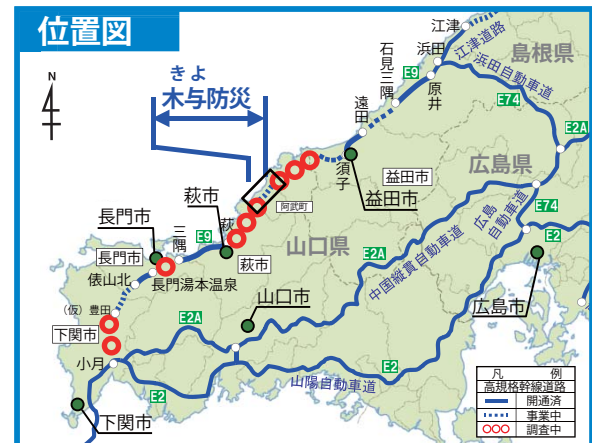 位置図
N
きよ
木与防災
江津
浜田
江津道路
浜田自動車道
島根県
石見三隅
E9
原井
E74
遠田
E2A
須子
益田市
益田市
広島県
阿武町
萩市
萩
長門市
三隅
E9
山口県
広島自動車道
E74
E2
萩市
長門市
俵山北
長門湯本温泉
E2A
中国縦貫自動車道
山口市
広島市
(仮)豊田
下関市
E2A
小月
E2
山陽自動車道
E2
下関市
凡 例
高規格幹線道路
開通済
事業中
調査中